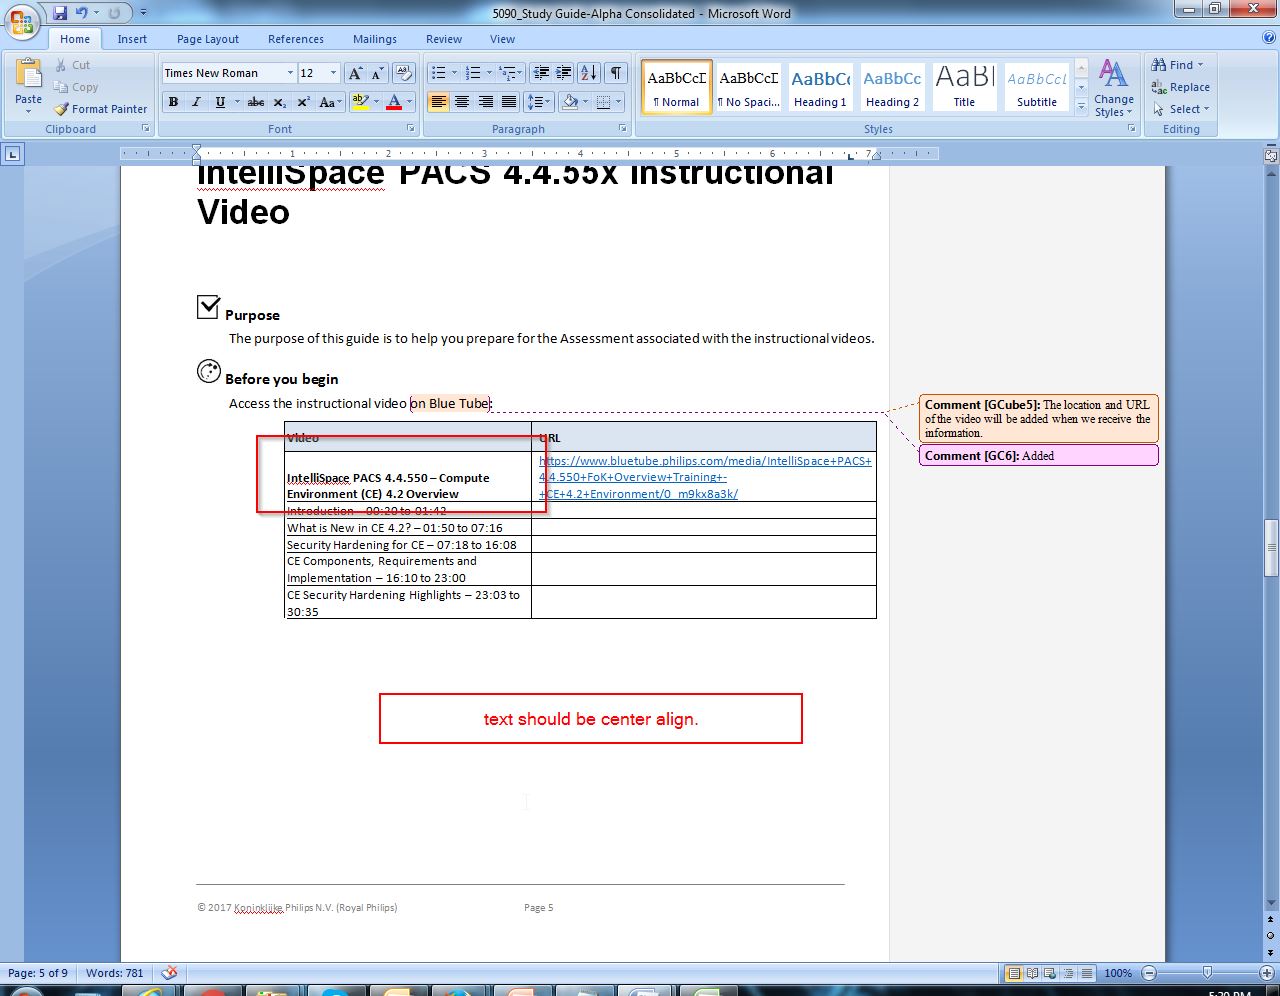 5090_Study Guide-Alpha Consolidated - Microsoft Word
Home Insert Page Layout References Mailings Review View
Paste
Cut
Copy
Format Painter
Clipboard
Times New Roman 12
Font
Paragraph
AaBbCcI AaBbCcI AaBbC AaBbCc AaB AaBbCcL
¶ Normal ¶ No Spaci... Heading 1 Heading 2 Title Subtitle
Change Styles
Styles
Find
Replace
Select
Editing
1 2 3 4 5 6 7
IntelliSpace PACS 4.4.55x Instructional
Video
Purpose
The purpose of this guide is to help you prepare for the Assessment associated with the instructional videos.
Before you begin
Access the instructional video on Blue Tube:
Video URL
IntelliSpace PACS 4.4.550 – Compute
Environment (CE) 4.2 Overview
https://www.bluetube.philips.com/media/IntelliSpace+PACS+
4.4.550+FoK+Overview+Training+-
+CE+4.2+Environment/0_m9kx8a3k/
Introduction – 00:20 to 01:42
What is New in CE 4.2? – 01:50 to 07:16
Security Hardening for CE – 07:18 to 16:08
CE Components, Requirements and
Implementation – 16:10 to 23:00
CE Security Hardening Highlights – 23:03 to
30:35
Comment [GCube5]: The location and URL
of the video will be added when we receive the
information.
Comment [GC6]: Added
text should be center align.
© 2017 Koninklijke Philips N.V. (Royal Philips) Page 5
Page: 5 of 9 Words: 781 100%